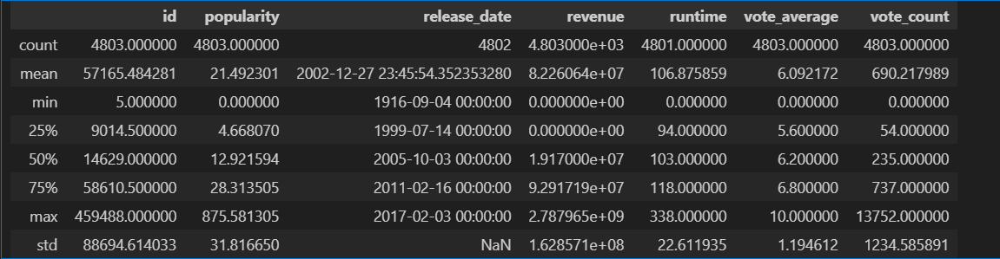 id popularity release_date revenue runtime vote_average vote_count
count 4803.000000 4803.000000 4802 4.803000e+03 4801.000000 4803.000000 4803.000000
mean 57165.484281 21.492301 2002-12-27 23:45:54.352353280 8.226064e+07 106.875859 6.092172 690.217989
min 5.000000 0.000000 1916-09-04 00:00:00 0.000000e+00 0.000000 0.000000 0.000000
25% 9014.500000 4.668070 1999-07-14 00:00:00 0.000000e+00 94.000000 5.600000 54.000000
50% 14629.000000 12.921594 2005-10-03 00:00:00 1.917000e+07 103.000000 6.200000 235.000000
75% 58610.500000 28.313505 2011-02-16 00:00:00 9.291719e+07 118.000000 6.800000 737.000000
max 459488.000000 875.581305 2017-02-03 00:00:00 2.787965e+09 338.000000 10.000000 13752.000000
std 88694.614033 31.816650 NaN 1.628571e+08 22.611935 1.194612 1234.585891